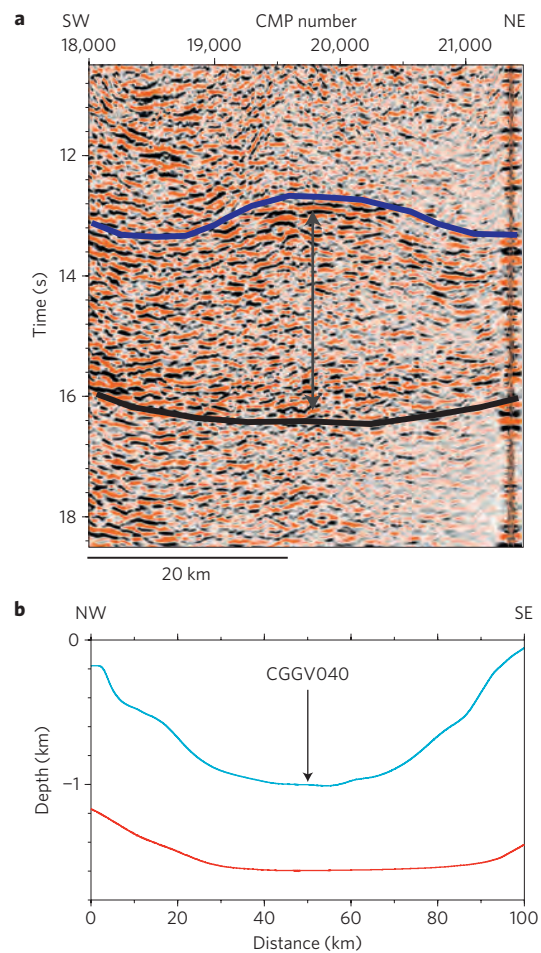 a
SW CMP number NE
18,000 19,000 20,000 21,000
12
14
16
18
Time (s)
20 km
b
NW SE
0
CGGV040
−1
Depth (km)
0 20 40 60 80 100
Distance (km)